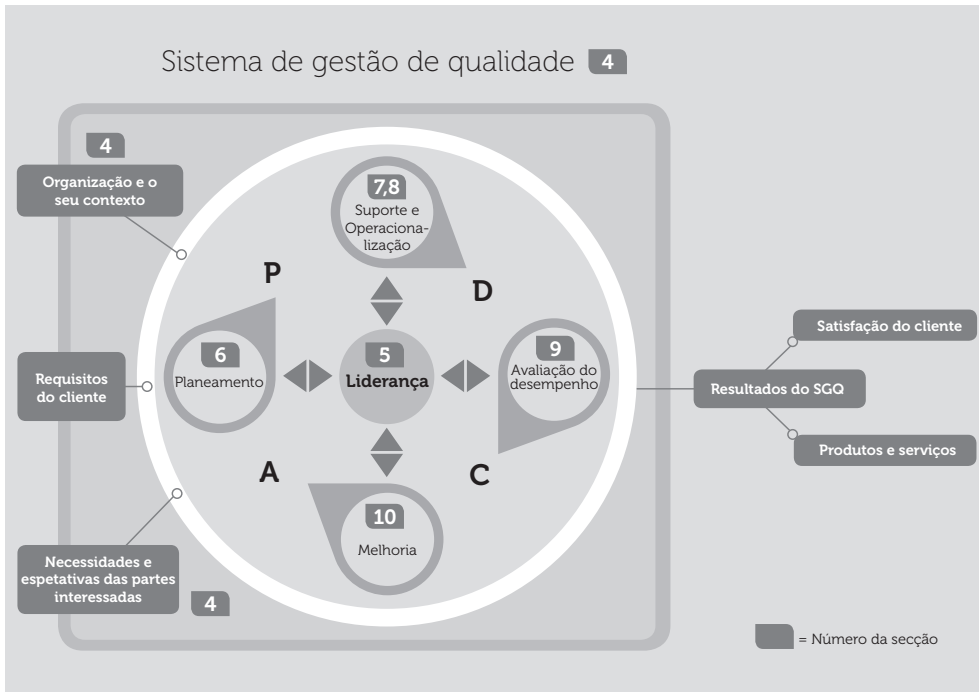 Sistema de gestão de qualidade 4
4
Organização e o
seu contexto
7,8
Suporte e
Operaciona-
lização
P
D
6
Planeamento
5
Liderança
9
Avaliação do
desempenho
Requisitos
do cliente
Satisfação do cliente
Resultados do SGQ
Produtos e serviços
A
C
10
Melhoria
Necessidades e
espetativas das partes
interessadas
4
= Número da secção